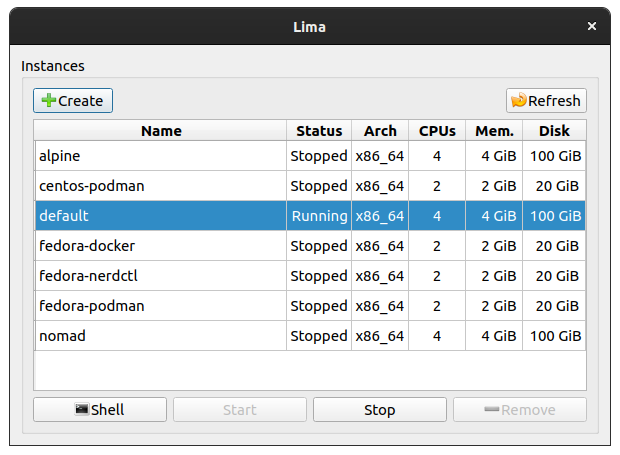 Lima
Instances
Create Refresh
Name Status Arch CPUs Mem. Disk
alpine Stopped x86_64 4 4 GiB 100 GiB
centos-podman Stopped x86_64 2 2 GiB 20 GiB
default Running x86_64 4 4 GiB 100 GiB
fedora-docker Stopped x86_64 2 2 GiB 20 GiB
fedora-nerdctl Stopped x86_64 2 2 GiB 20 GiB
fedora-podman Stopped x86_64 2 2 GiB 20 GiB
nomad Stopped x86_64 4 4 GiB 100 GiB
Shell Start Stop Remove